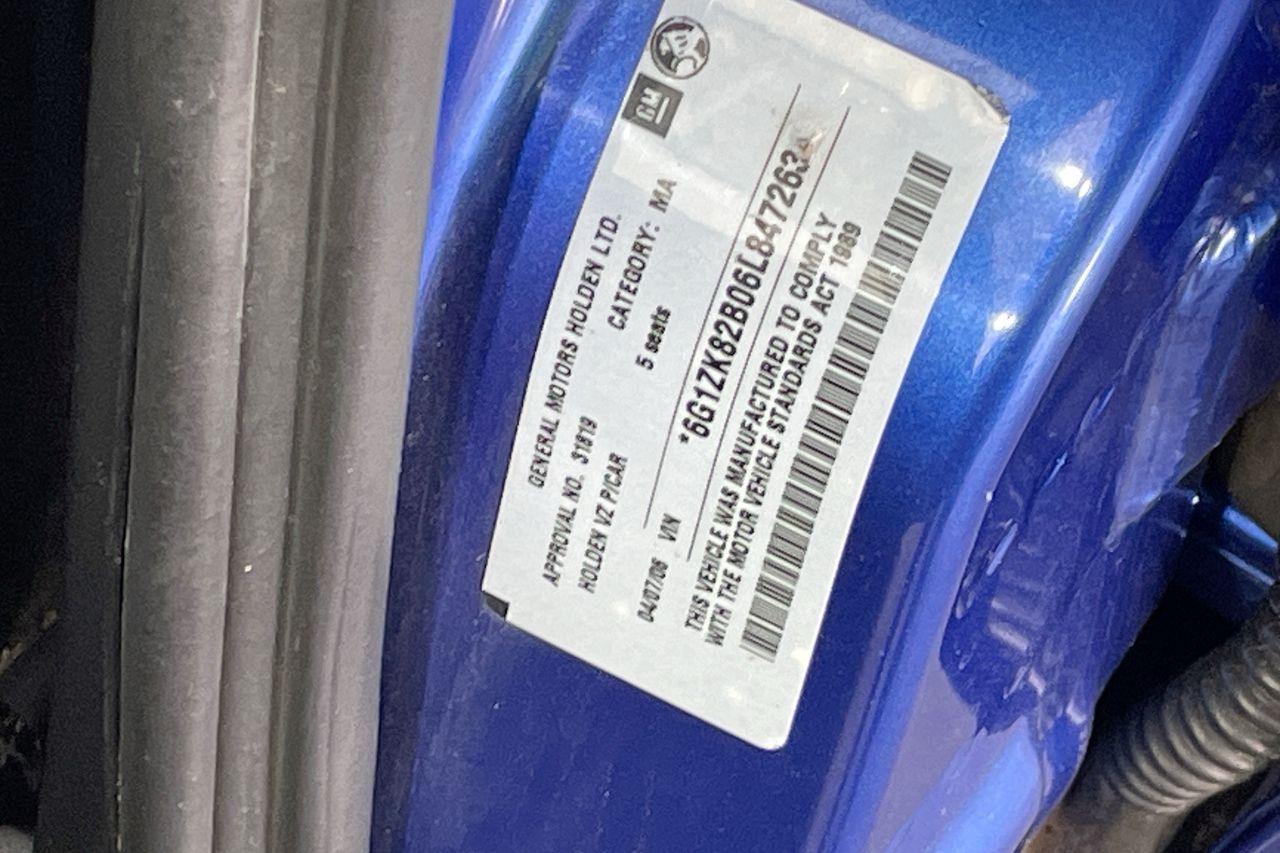 GM
GENERAL MOTORS HOLDEN LTD.
APPROVAL NO. 31819 CATEGORY: MA
HOLDEN VZ P/CAR 5 seats
04/07/06 VIN *6G1ZK82B06L847263*
THIS VEHICLE WAS MANUFACTURED TO COMPLY
WITH THE MOTOR VEHICLE STANDARDS ACT 1989